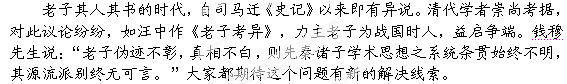 老子其人其书的时代，自司马迁《史记》以来即有异说。清代学者崇尚考据，
对此议论纷纷，如汪中作《老子考异》，力主老子为战国时人，益启争端。钱穆
先生说：“老子伪迹不彰，真相不白，则先秦诸子学术思想之系统条贯始终不明，
其源流派别终无可言。”大家都期待这个问题有新的解决线索。